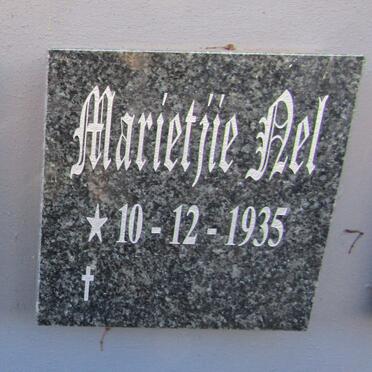 Marietjie Nel
★ 10 - 12 - 1935
†